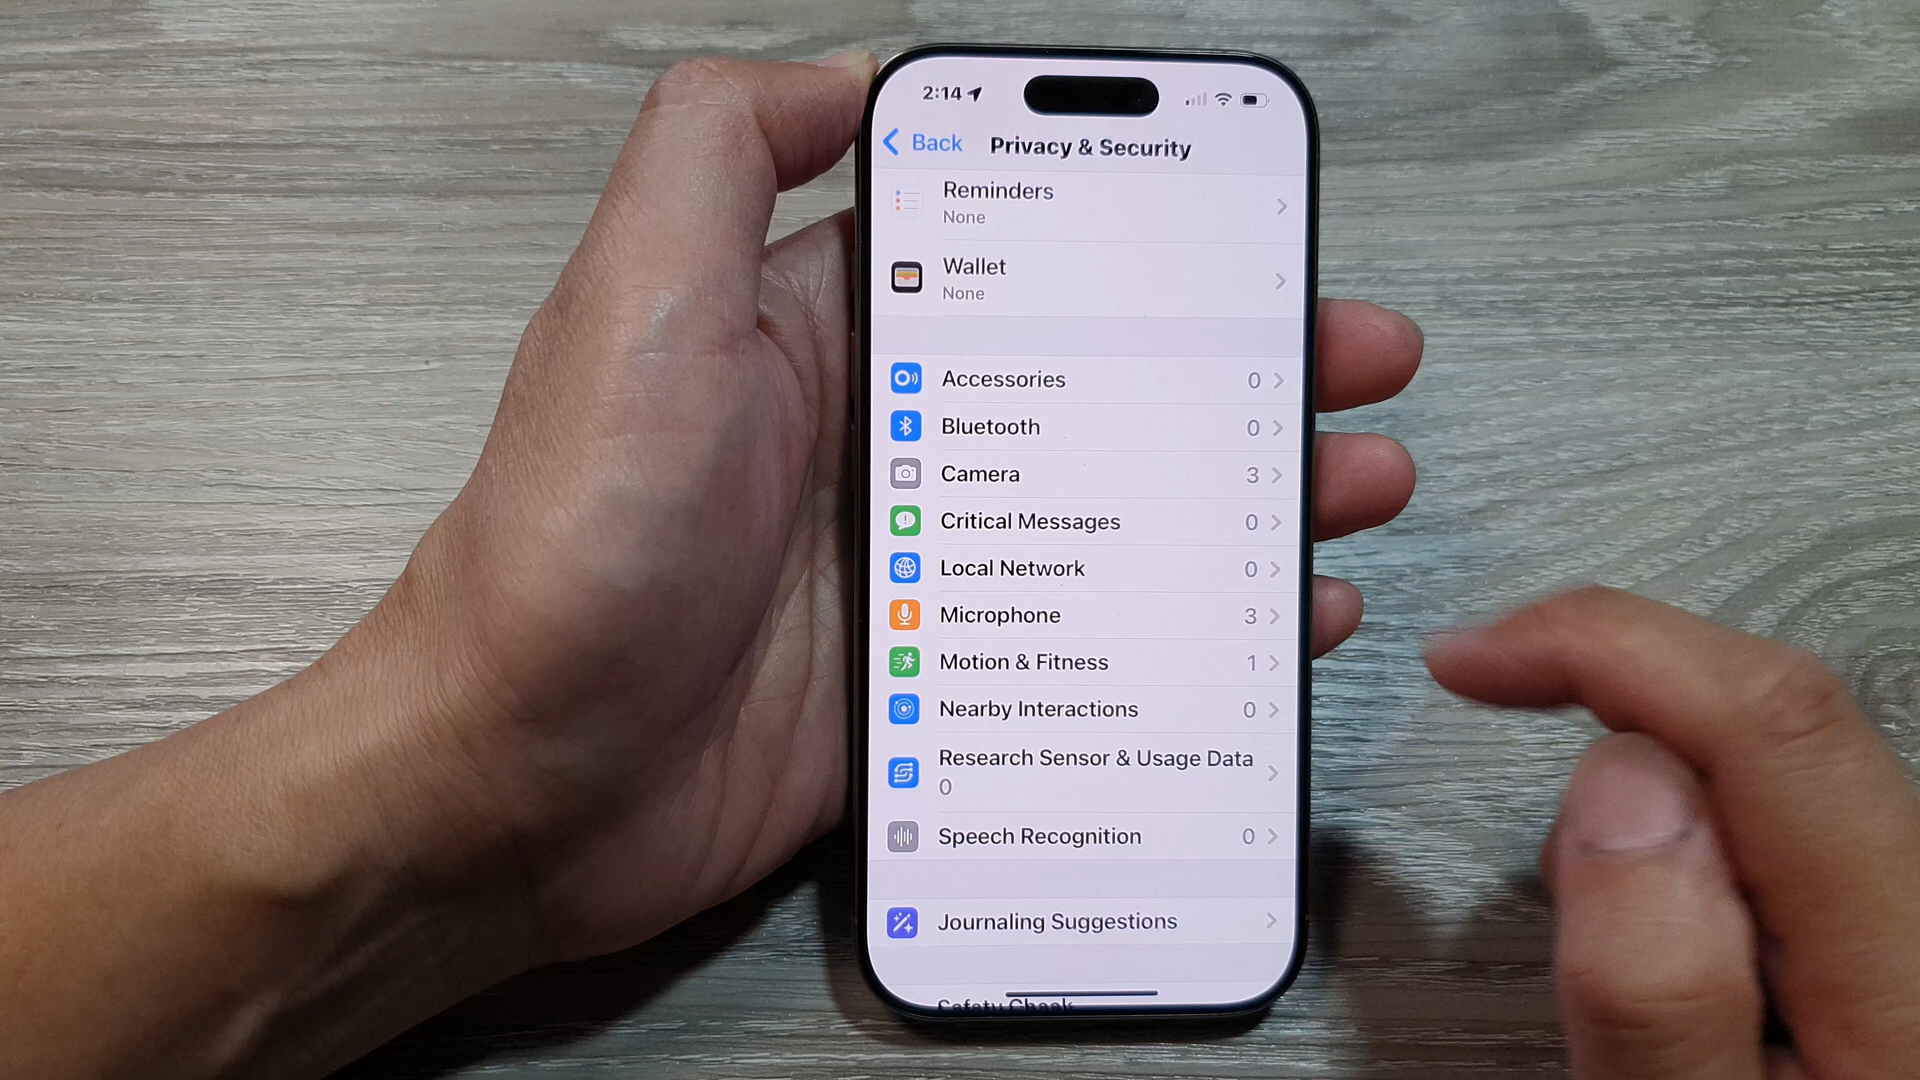 2:14
Back
Privacy & Security
Reminders
None
Wallet
None
Accessories 0
Bluetooth 0
Camera 3
Critical Messages 0
Local Network 0
Microphone 3
Motion & Fitness 1
Nearby Interactions 0
Research Sensor & Usage Data
0
Speech Recognition 0
Journaling Suggestions
Safety Check